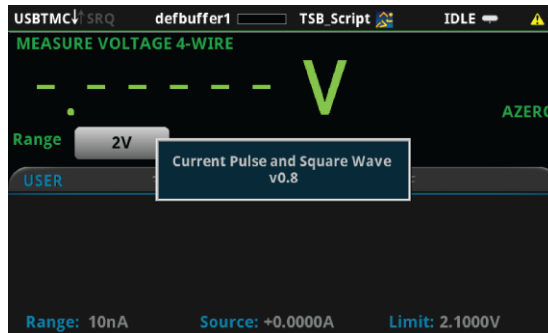 USBTMC SRQ defbuffer1 TSB_Script IDLE
MEASURE VOLTAGE 4-WIRE
-.----- V
AZERO
Range 2V
Current Pulse and Square Wave
v0.8
USER
Range: 10nA Source: +0.0000A Limit: 2.1000V